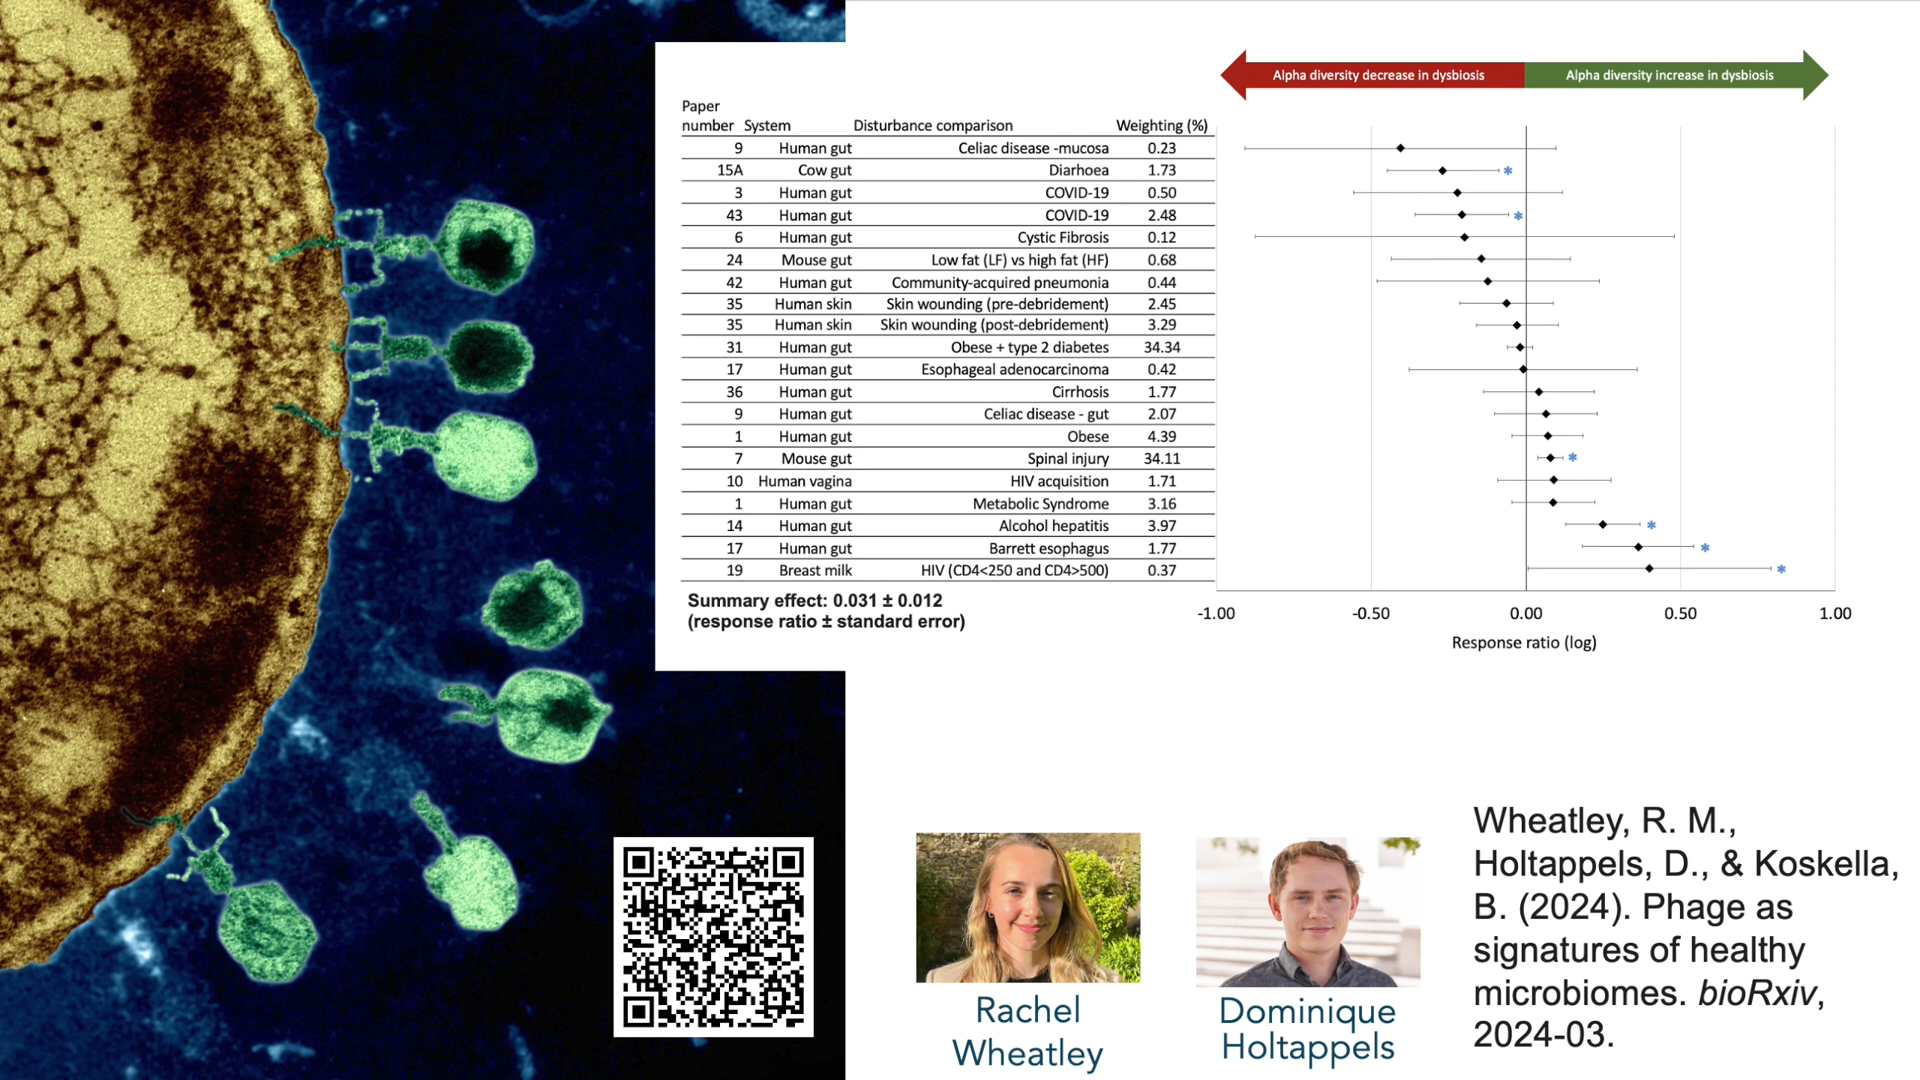 Alpha diversity decrease in dysbiosis Alpha diversity increase in dysbiosis
Paper
number System Disturbance comparison Weighting (%)
9 Human gut Celiac disease -mucosa 0.23
15A Cow gut Diarhoea 1.73
3 Human gut COVID-19 0.50
43 Human gut COVID-19 2.48
6 Human gut Cystic Fibrosis 0.12
24 Mouse gut Low fat (LF) vs high fat (HF) 0.68
42 Human gut Community-acquired pneumonia 0.44
35 Human skin Skin wounding (pre-debridement) 2.45
35 Human skin Skin wounding (post-debridement) 3.29
31 Human gut Obese + type 2 diabetes 34.34
17 Human gut Esophageal adenocarcinoma 0.42
36 Human gut Cirrhosis 1.77
9 Human gut Celiac disease - gut 2.07
1 Human gut Obese 4.39
7 Mouse gut Spinal injury 34.11
10 Human vagina HIV acquisition 1.71
1 Human gut Metabolic Syndrome 3.16
14 Human gut Alcohol hepatitis 3.97
17 Human gut Barrett esophagus 1.77
19 Breast milk HIV (CD4<250 and CD4>500) 0.37
Summary effect: 0.031 ± 0.012
(response ratio ± standard error)
-1.00 -0.50 0.00 0.50 1.00
Response ratio (log)
Rachel
Wheatley
Dominique
Holtappels
Wheatley, R. M.,
Holtappels, D., & Koskella,
B. (2024). Phage as
signatures of healthy
microbiomes. bioRxiv,
2024-03.